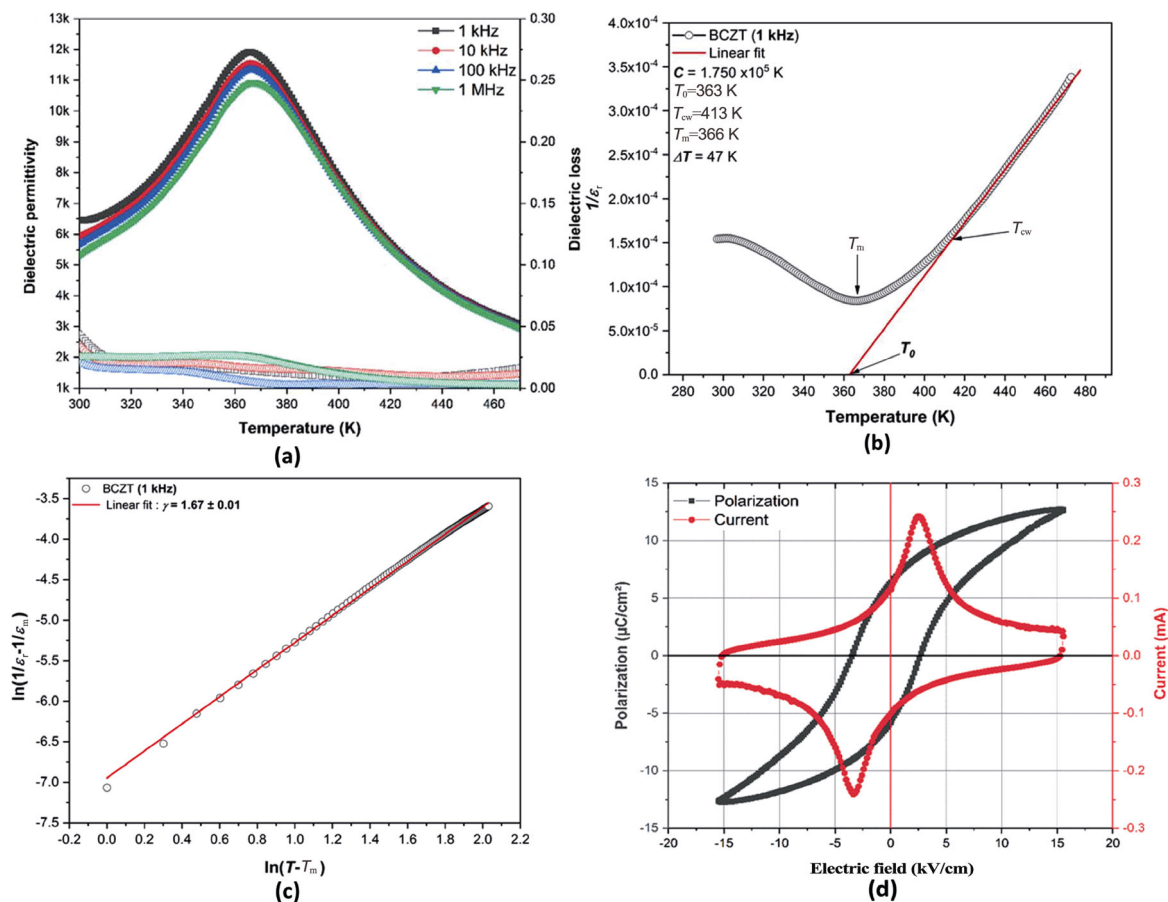 13k
12k
11k
10k
9k
8k
7k
6k
5k
4k
3k
2k
1k
Dielectric permittivity
0.30
0.25
0.20
0.15
0.10
0.05
0.00
Dielectric loss
1 kHz
10 kHz
100 kHz
1 MHz
300 320 340 360 380 400 420 440 460
Temperature (K)
(a)
4.0x10⁻⁴
3.5x10⁻⁴
3.0x10⁻⁴
2.5x10⁻⁴
2.0x10⁻⁴
1.5x10⁻⁴
1.0x10⁻⁴
5.0x10⁻⁵
0.0
1/εᵣ
BCZT (1 kHz)
Linear fit
C = 1.750 x10⁵ K
T₀=363 K
T_cw=413 K
T_m=366 K
ΔT = 47 K
T_m
T_cw
T₀
280 300 320 340 360 380 400 420 440 460 480
Temperature (K)
(b)
-3.5
-4.0
-4.5
-5.0
-5.5
-6.0
-6.5
-7.0
-7.5
ln(1/εᵣ-1/ε_m)
BCZT (1 kHz)
Linear fit : γ = 1.67 ± 0.01
-0.2 0.0 0.2 0.4 0.6 0.8 1.0 1.2 1.4 1.6 1.8 2.0 2.2
ln(T-T_m)
(c)
15
10
5
0
-5
-10
-15
Polarization (µC/cm²)
Polarization
Current
0.3
0.2
0.1
0.0
-0.1
-0.2
-0.3
Current (mA)
-20 -15 -10 -5 0 5 10 15 20
Electric field (kV/cm)
(d)